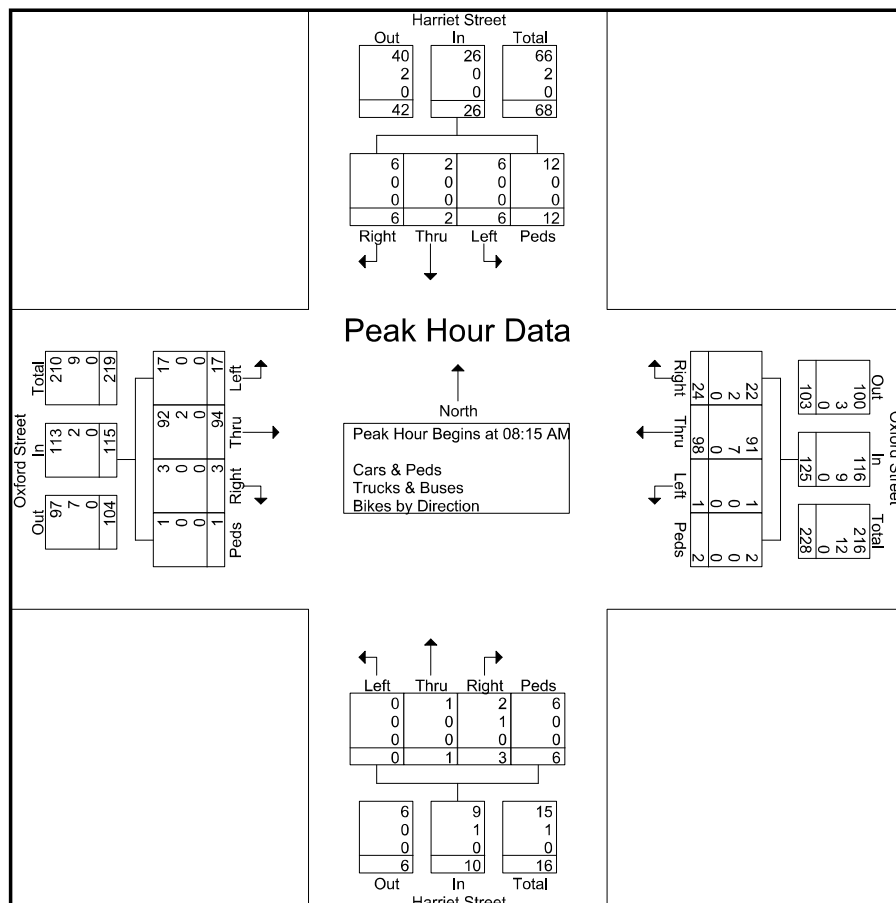 Harriet Street
Out In Total
40 26 66
2 0 2
0 0 0
42 26 68
6 2 6 12
0 0 0 0
0 0 0 0
6 2 6 12
Right Thru Left Peds
Peak Hour Data
North
Peak Hour Begins at 08:15 AM
Cars & Peds
Trucks & Buses
Bikes by Direction
Oxford Street
Out In Total
97 113 210
7 2 9
0 0 0
104 115 219
1 3 92 17
0 0 2 0
0 0 0 0
1 3 94 17
Peds Right Thru Left
Oxford Street
Out In Total
100 116 216
3 9 12
0 0 0
103 125 228
22 91 1 2
2 7 0 0
0 0 0 0
24 98 1 2
Right Thru Left Peds
Left Thru Right Peds
0 1 2 6
0 0 1 0
0 0 0 0
0 1 3 6
6 9 15
0 1 1
0 0 0
6 10 16
Out In Total
Harriet Street